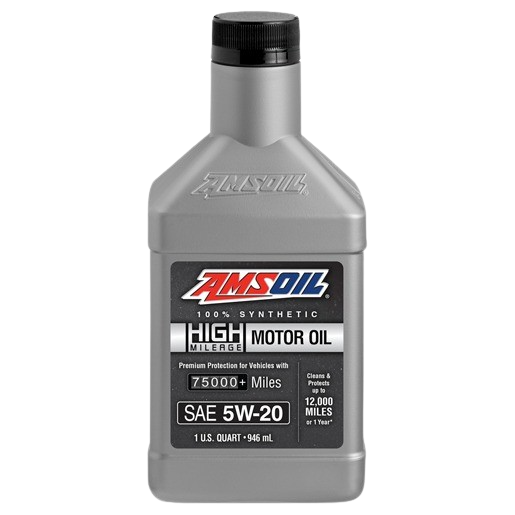 AMSOIL
AMSOIL®
100% SYNTHETIC
HIGH MILEAGE MOTOR OIL
Premium Protection for Vehicles with
75000+ Miles
Cleans &
Protects
up to
12,000
MILES
or 1 Year*
SAE 5W-20
1 U.S. QUART • 946 mL